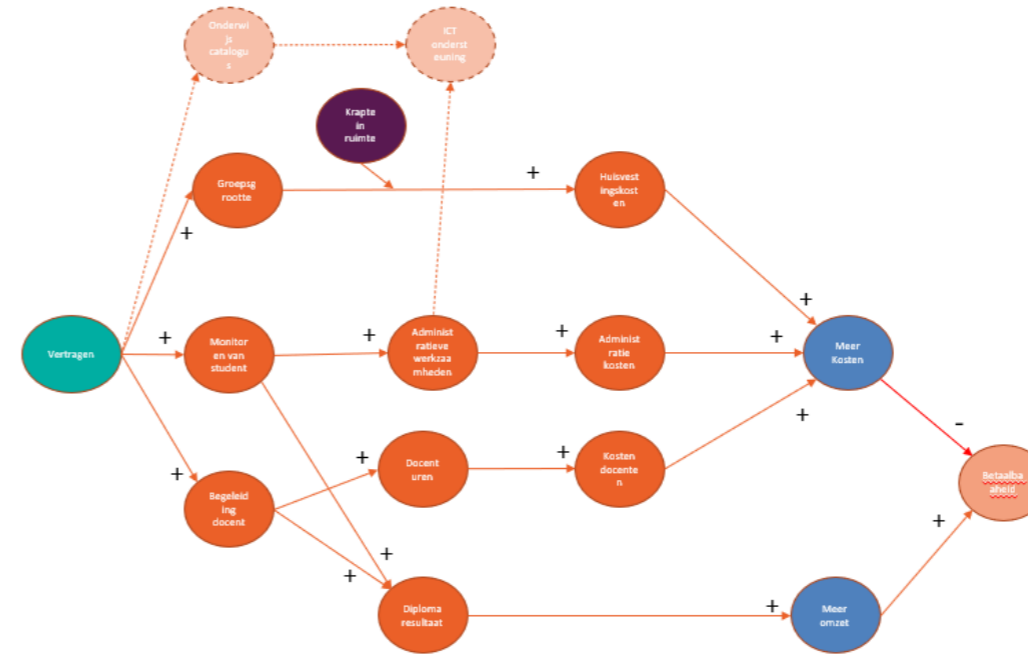 Onderwi
js
catalogu
s
ICT
onderst
euning
Krapte
in
ruimte
Groepsg
rootte
+
Huisvest
ingskost
en
+
Vertragen
+
Monitor
en van
student
+
Administ
ratieve
werkzaa
mheden
+
Administ
ratie
kosten
+
+
Meer
Kosten
+
-
+
Begeleid
ing
docent
+
Docent
uren
+
Kosten
docente
n
Betaalba
aheid
+
+
+
Diploma
resultaat
+
Meer
omzet